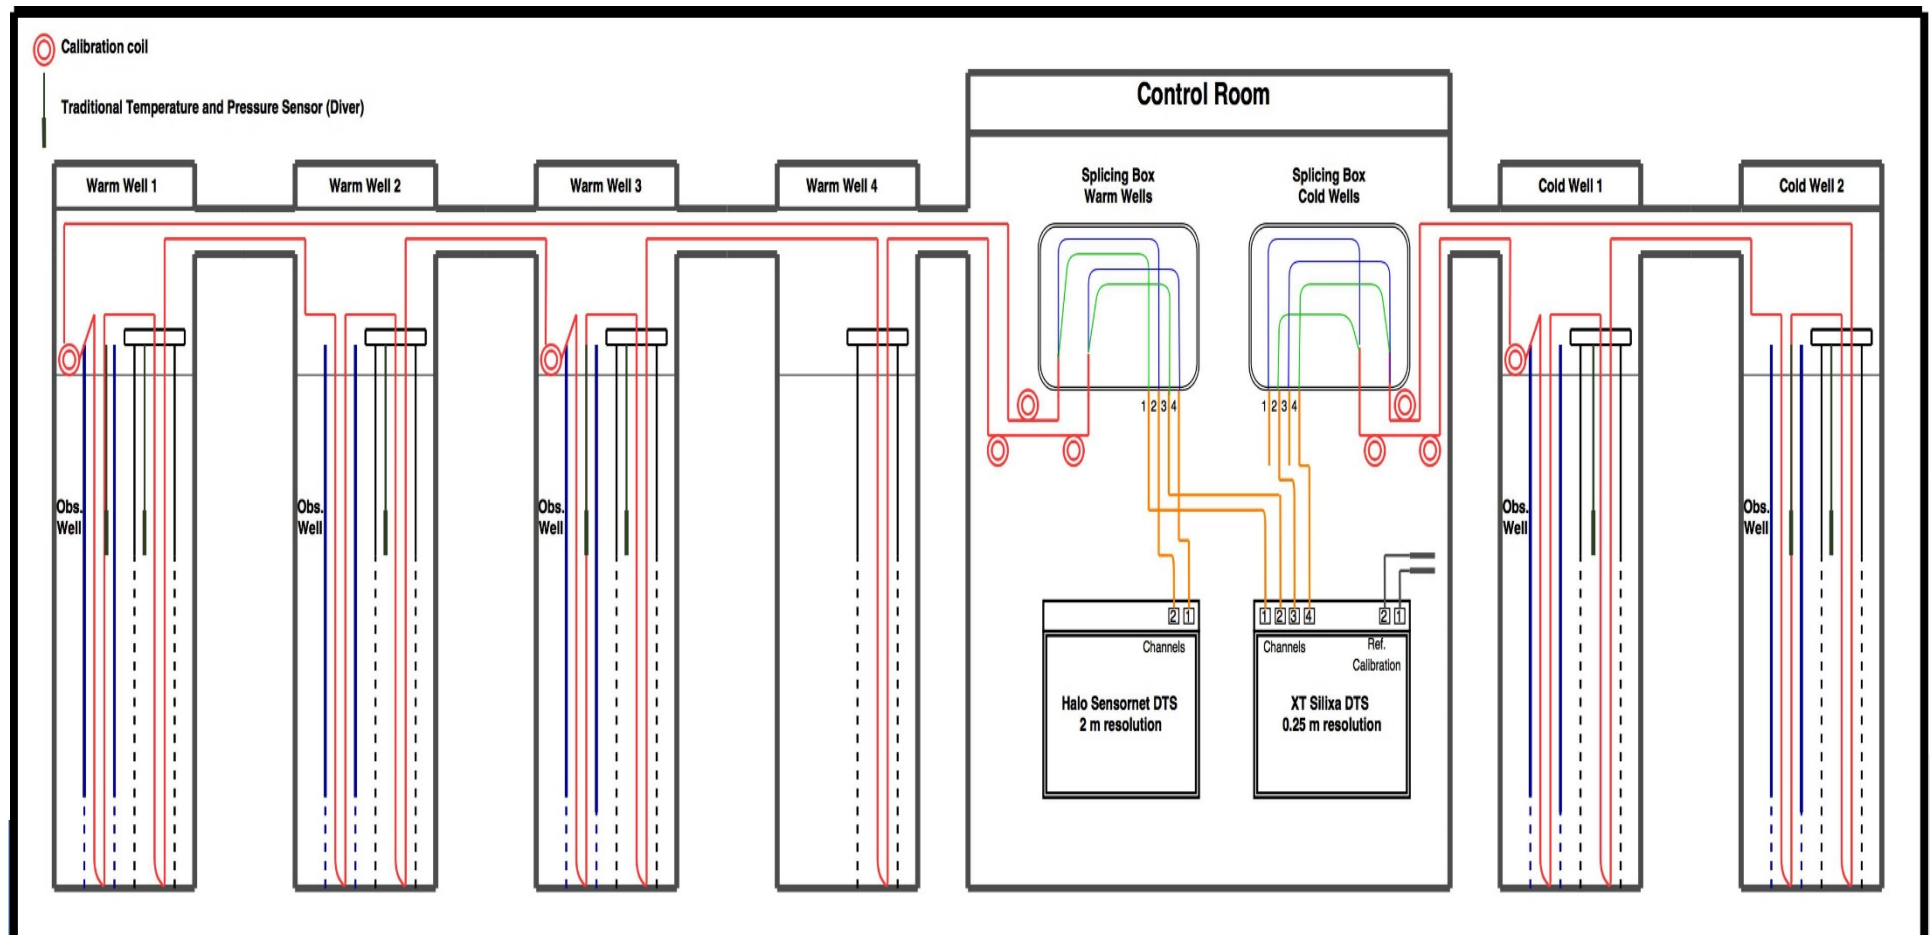 Calibration coil
Traditional Temperature and Pressure Sensor (Diver)
Control Room
Warm Well 1
Warm Well 2
Warm Well 3
Warm Well 4
Splicing Box
Warm Wells
Splicing Box
Cold Wells
Cold Well 1
Cold Well 2
1 2 3 4
1 2 3 4
Obs.
Well
Obs.
Well
Obs.
Well
Obs.
Well
Obs.
Well
2 1
Channels
Halo Sensornet DTS
2 m resolution
1 2 3 4
2 1
Channels
Ref.
Calibration
XT Silixa DTS
0.25 m resolution